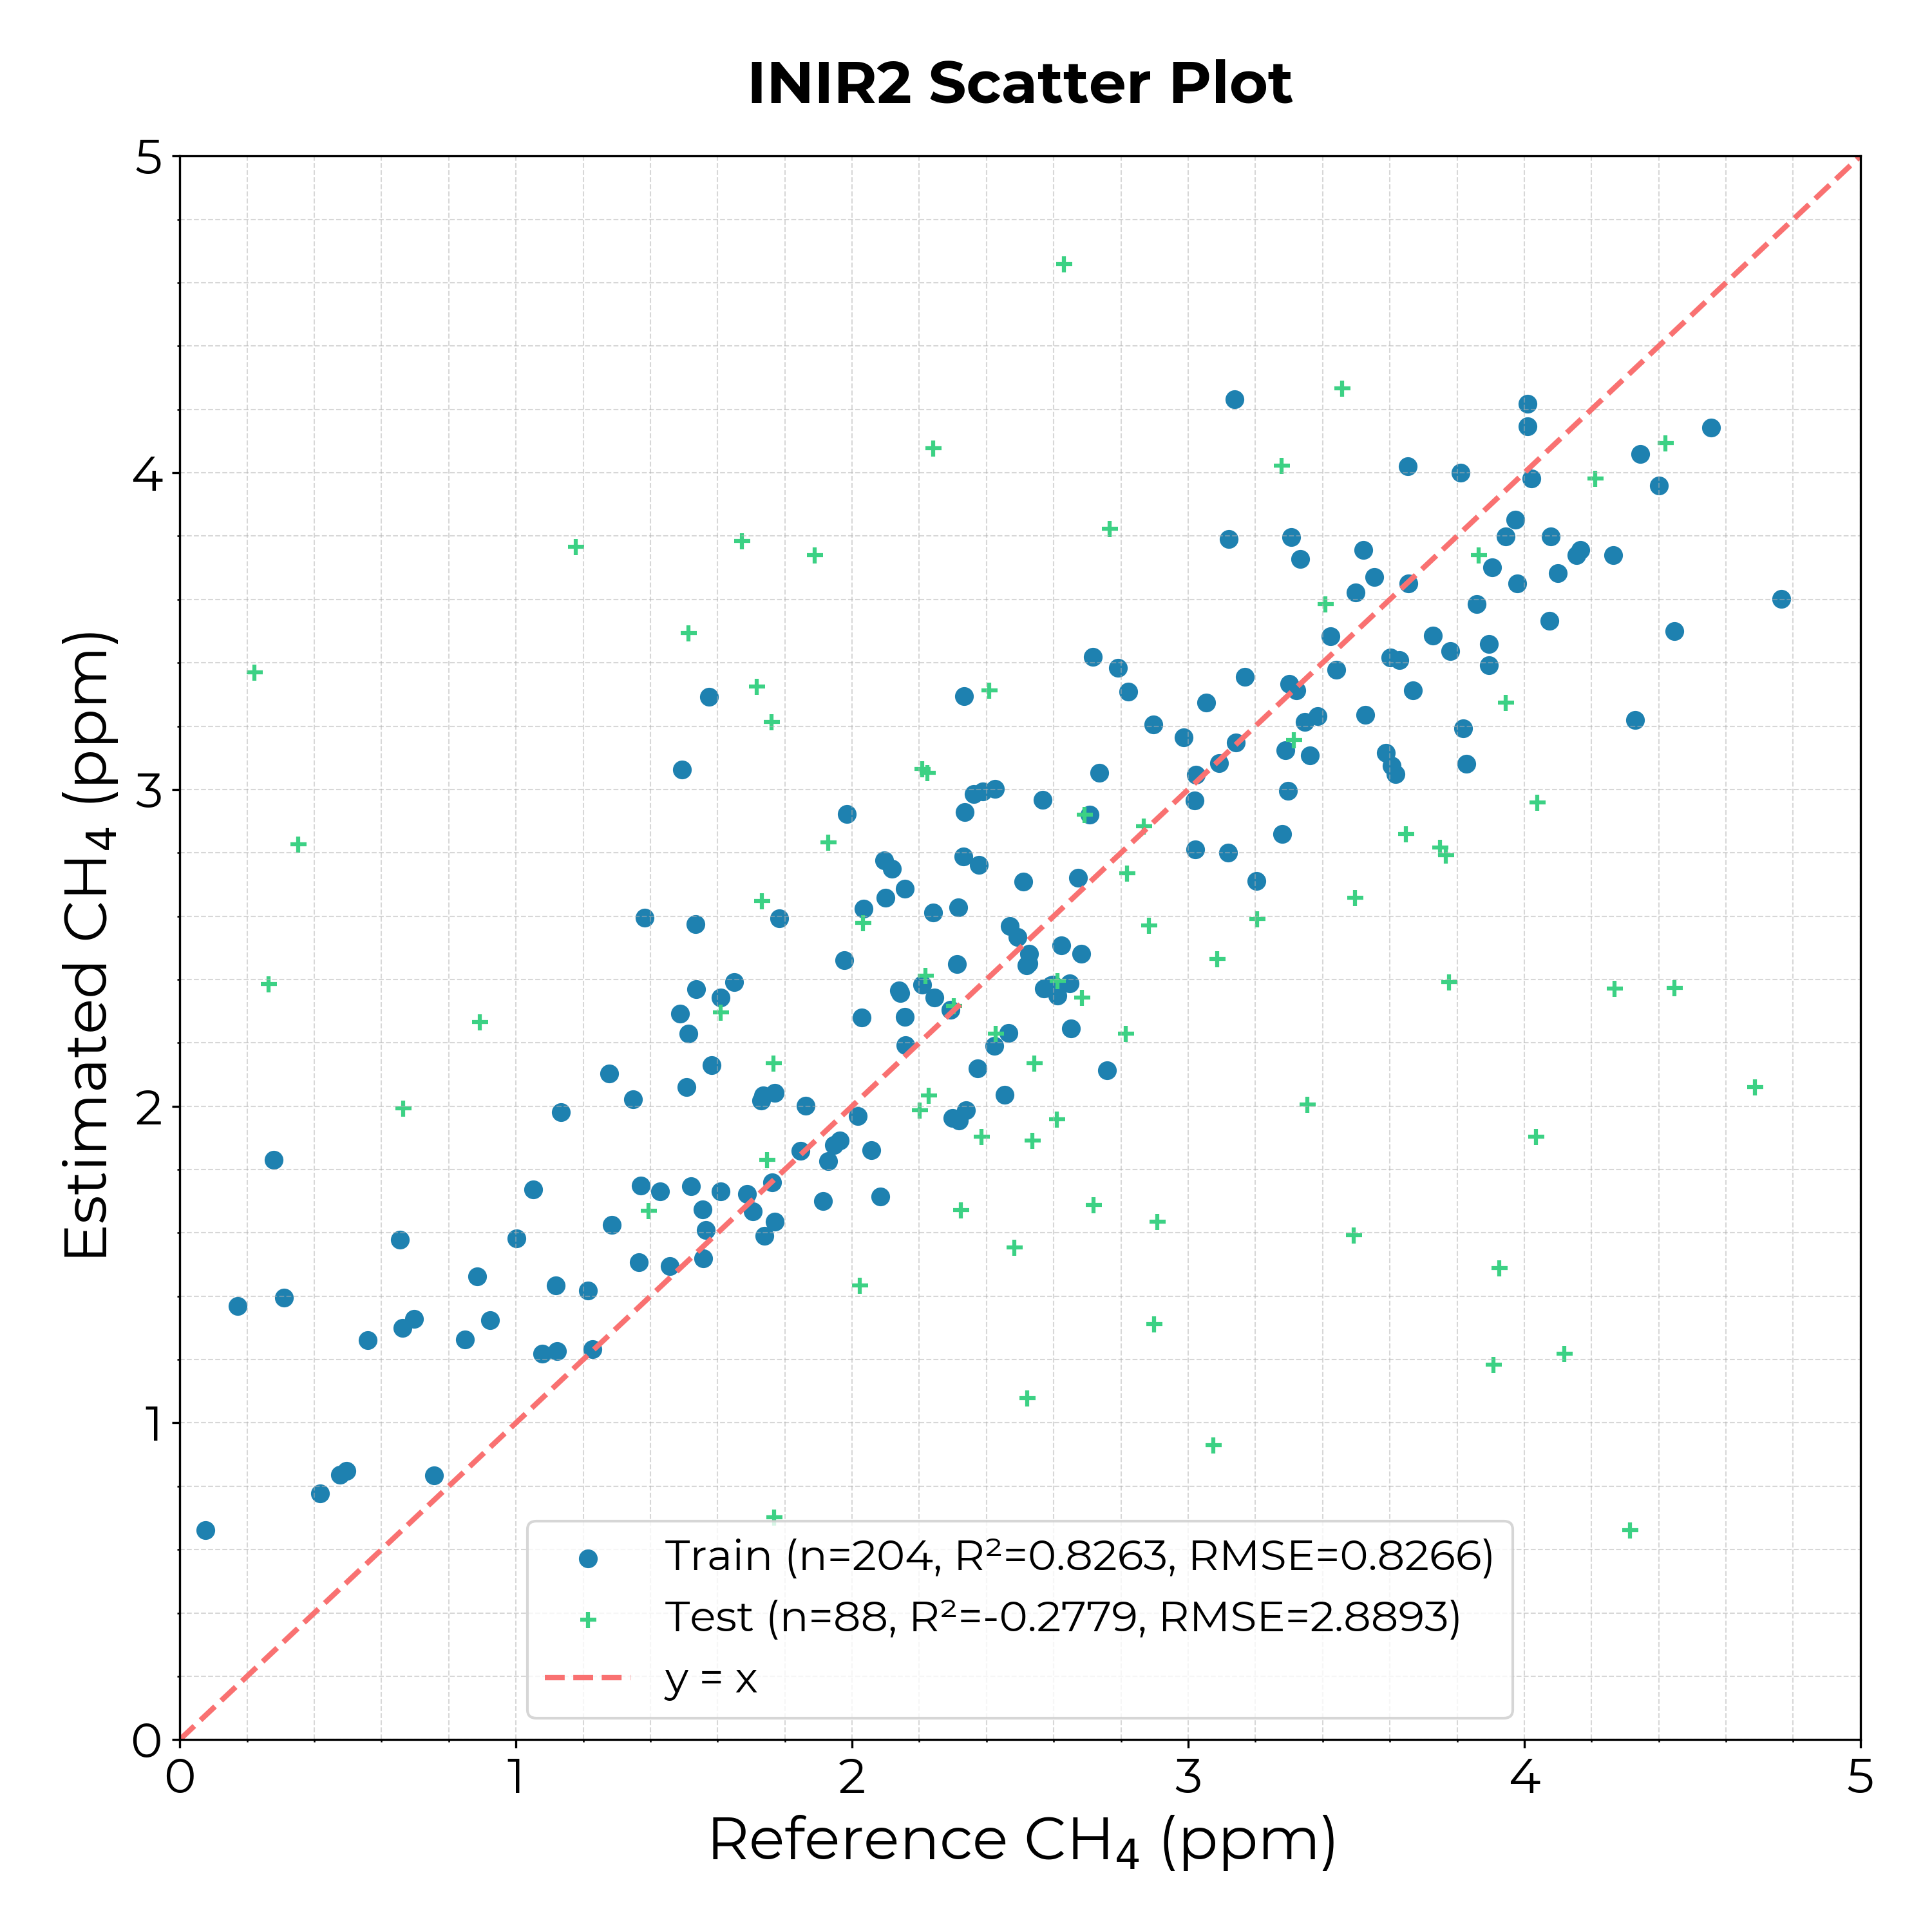 INIR2 Scatter Plot
5
4
3
2
1
0
Estimated CH₄ (ppm)
Train (n=204, R²=0.8263, RMSE=0.8266)
Test (n=88, R²=-0.2779, RMSE=2.8893)
y = x
0 1 2 3 4 5
Reference CH₄ (ppm)